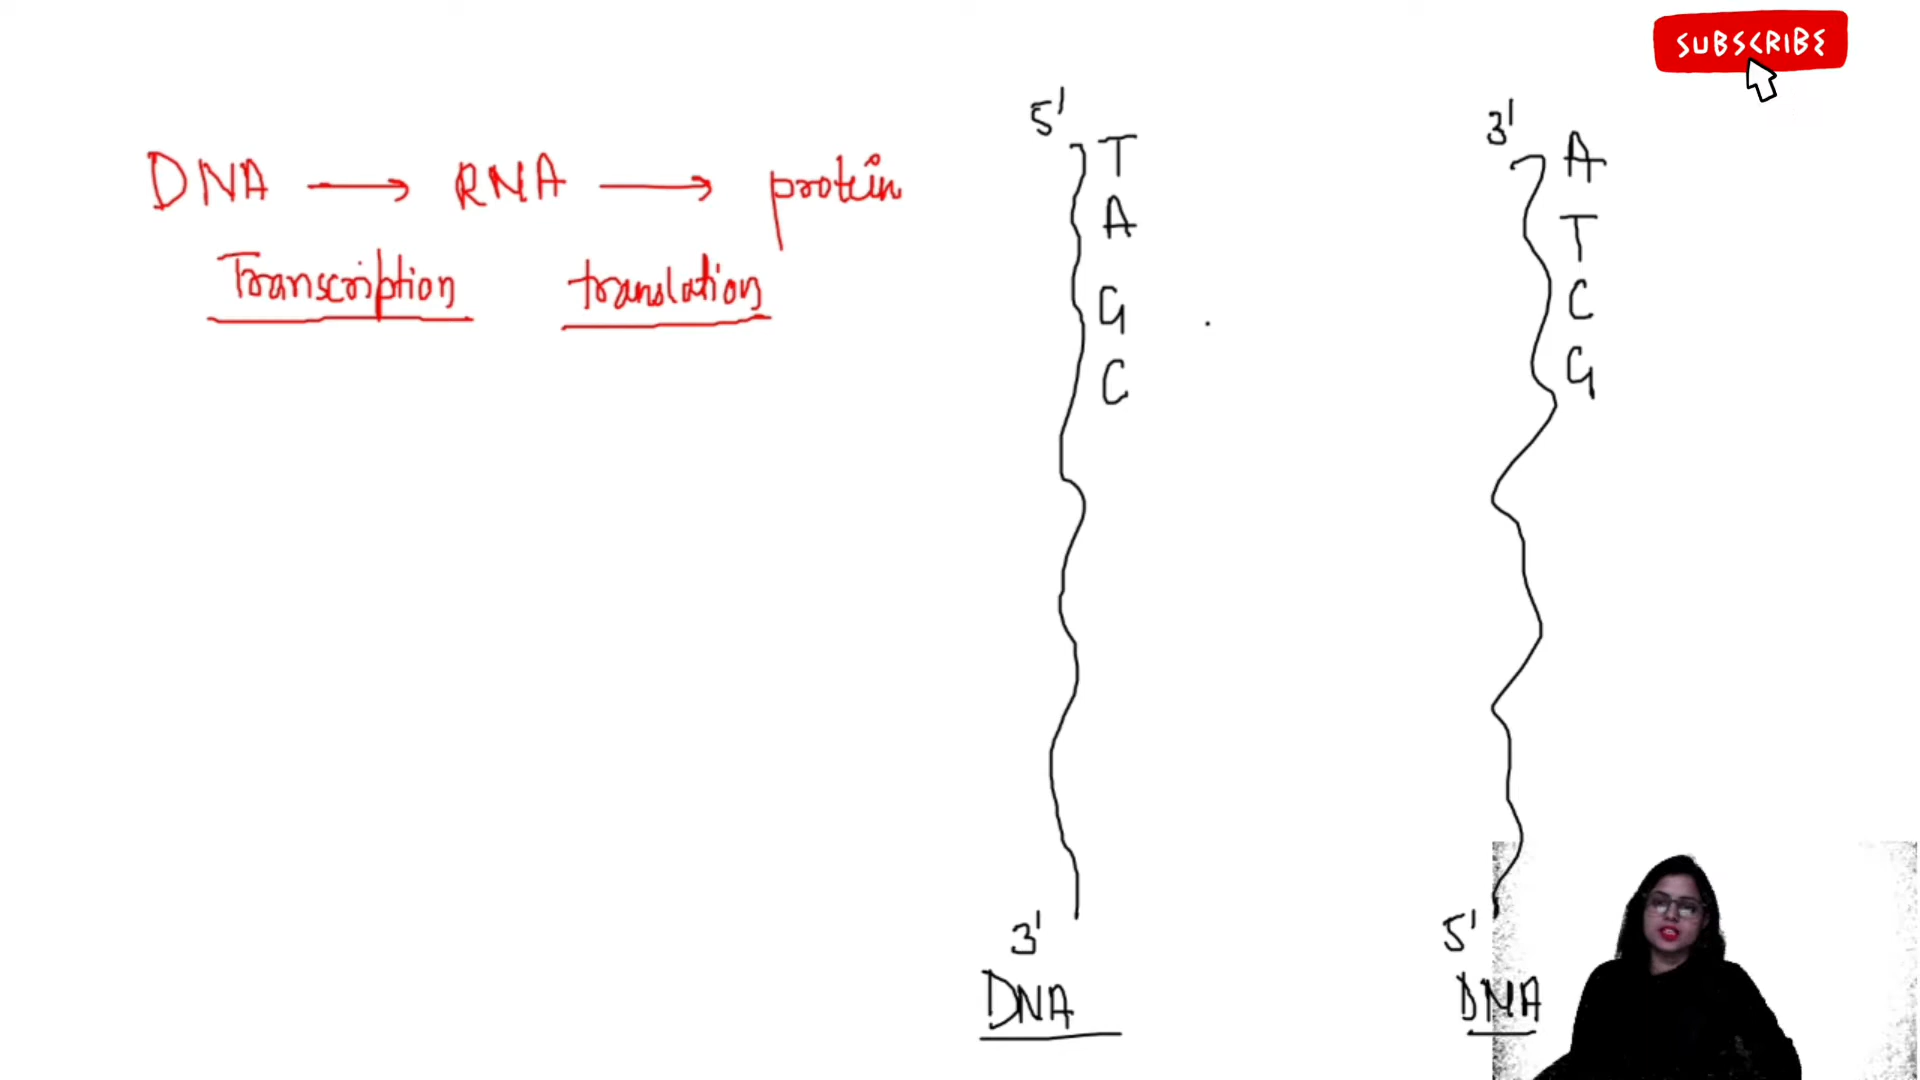 SUBSCRIBE
DNA → RNA → protein
Transcription translation
5'
T
A
G
C
3'
DNA
3'
A
T
C
G
5'
DNA